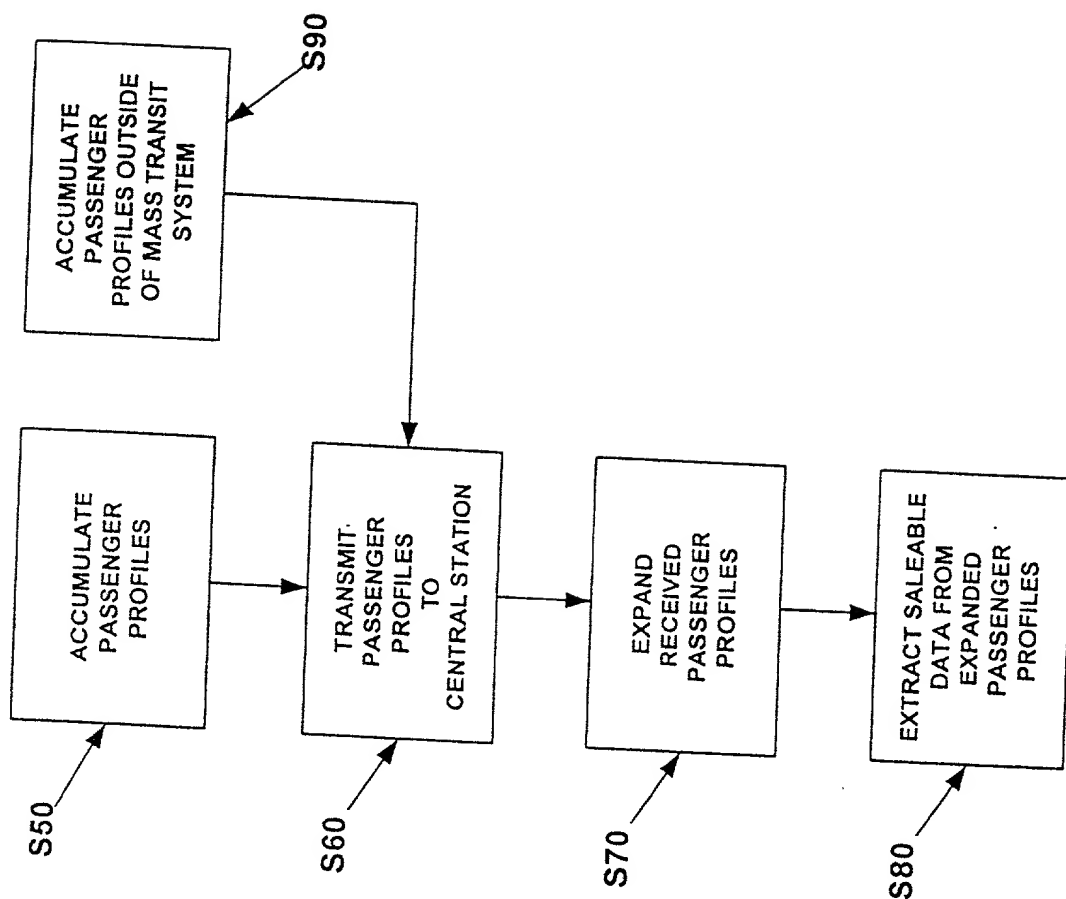 ACCUMULATE
PASSENGER
PROFILES
S50
ACCUMULATE
PASSENGER
PROFILES OUTSIDE
OF MASS TRANSIT
SYSTEM
S90
TRANSMIT
PASSENGER
PROFILES
TO
CENTRAL STATION
S60
EXPAND
RECEIVED
PASSENGER
PROFILES
S70
EXTRACT SALEABLE
DATA FROM
EXPANDED
PASSENGER
PROFILES
S80